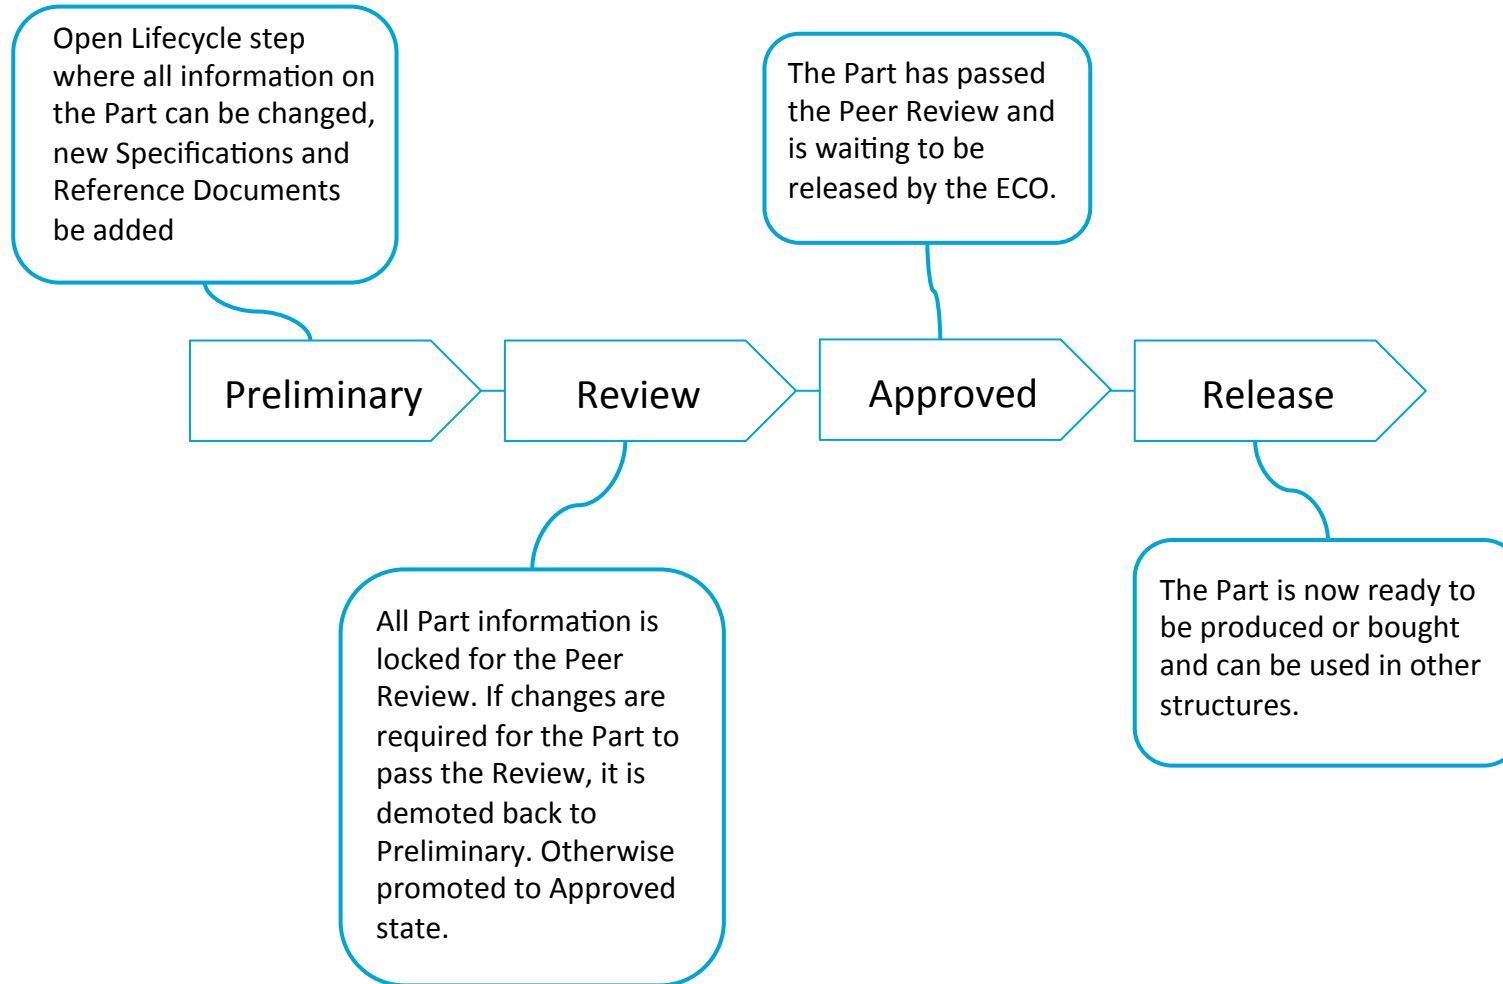 Open Lifecycle step
where all information on
the Part can be changed,
new Specifications and
Reference Documents
be added
The Part has passed
the Peer Review and
is waiting to be
released by the ECO.
Preliminary
Review
Approved
Release
All Part information is
locked for the Peer
Review. If changes are
required for the Part to
pass the Review, it is
demoted back to
Preliminary. Otherwise
promoted to Approved
state.
The Part is now ready to
be produced or bought
and can be used in other
structures.